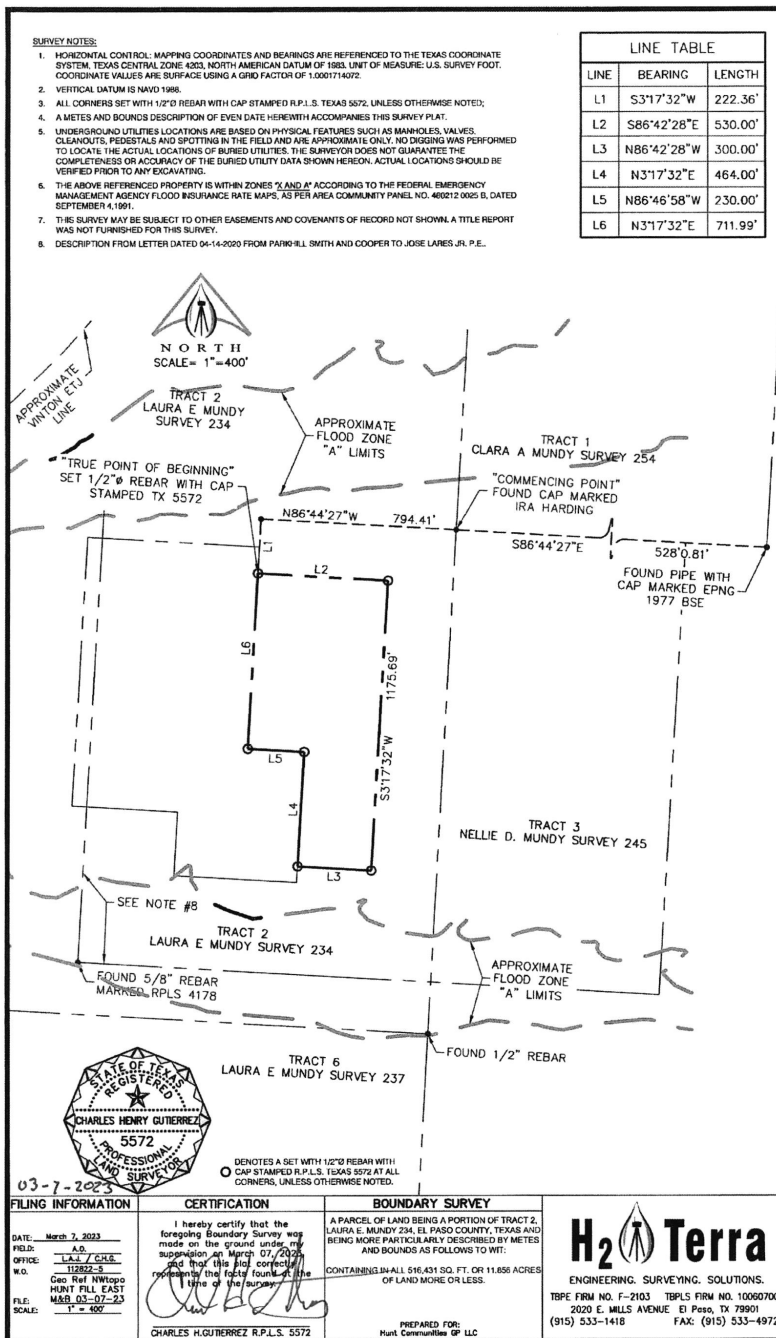 SURVEY NOTES:
1. HORIZONTAL CONTROL: MAPPING COORDINATES AND BEARINGS ARE REFERENCED TO THE TEXAS COORDINATE
SYSTEM, TEXAS CENTRAL ZONE 4203, NORTH AMERICAN DATUM OF 1983. UNIT OF MEASURE: U.S. SURVEY FOOT.
COORDINATE VALUES ARE SURFACE USING A GRID FACTOR OF 1.0001714072.
2. VERTICAL DATUM IS NAVD 1988.
3. ALL CORNERS SET WITH 1/2"Ø REBAR WITH CAP STAMPED R.P.L.S. TEXAS 5572, UNLESS OTHERWISE NOTED;
4. A METES AND BOUNDS DESCRIPTION OF EVEN DATE HEREWITH ACCOMPANIES THIS SURVEY PLAT.
5. UNDERGROUND UTILITIES LOCATIONS ARE BASED ON PHYSICAL FEATURES SUCH AS MANHOLES, VALVES,
CLEANOUTS, PEDESTALS AND SPOTTING IN THE FIELD AND ARE APPROXIMATE ONLY. NO DIGGING WAS PERFORMED
TO LOCATE THE ACTUAL LOCATIONS OF BURIED UTILITIES. THE SURVEYOR DOES NOT GUARANTEE THE
COMPLETENESS OR ACCURACY OF THE BURIED UTILITY DATA SHOWN HEREON. ACTUAL LOCATIONS SHOULD BE
VERIFIED PRIOR TO ANY EXCAVATING.
6. THE ABOVE REFERENCED PROPERTY IS WITHIN ZONES "X AND A" ACCORDING TO THE FEDERAL EMERGENCY
MANAGEMENT AGENCY FLOOD INSURANCE RATE MAPS, AS PER AREA COMMUNITY PANEL NO. 480212 0025 B, DATED
SEPTEMBER 4,1991.
7. THIS SURVEY MAY BE SUBJECT TO OTHER EASEMENTS AND COVENANTS OF RECORD NOT SHOWN. A TITLE REPORT
WAS NOT FURNISHED FOR THIS SURVEY.
8. DESCRIPTION FROM LETTER DATED 04-14-2020 FROM PARKHILL SMITH AND COOPER TO JOSE LARES JR. P.E..
LINE TABLE
LINE BEARING LENGTH
L1 S3°17'32"W 222.36'
L2 S86°42'28"E 530.00'
L3 N86°42'28"W 300.00'
L4 N3°17'32"E 464.00'
L5 N86°46'58"W 230.00'
L6 N3°17'32"E 711.99'
NORTH
SCALE= 1"=400'
APPROXIMATE
VINTON ETJ
LINE
TRACT 2
LAURA E MUNDY
SURVEY 234
APPROXIMATE
FLOOD ZONE
"A" LIMITS
TRACT 1
CLARA A MUNDY SURVEY 254
"TRUE POINT OF BEGINNING"
SET 1/2"Ø REBAR WITH CAP
STAMPED TX 5572
"COMMENCING POINT"
FOUND CAP MARKED
IRA HARDING
N86°44'27"W 794.41'
S86°44'27"E
528'0.81'
FOUND PIPE WITH
CAP MARKED EPNG
1977 BSE
L1
L2
L6
1175.69'
S3°17'32"W
L5
L4
L3
TRACT 3
NELLIE D. MUNDY SURVEY 245
SEE NOTE #8
TRACT 2
LAURA E MUNDY SURVEY 234
APPROXIMATE
FLOOD ZONE
"A" LIMITS
FOUND 5/8" REBAR
MARKED RPLS 4178
FOUND 1/2" REBAR
TRACT 6
LAURA E MUNDY SURVEY 237
STATE OF TEXAS
REGISTERED
CHARLES HENRY GUTIERREZ
5572
PROFESSIONAL
LAND SURVEYOR
03-7-2023
DENOTES A SET WITH 1/2"Ø REBAR WITH
CAP STAMPED R.P.L.S. TEXAS 5572 AT ALL
CORNERS, UNLESS OTHERWISE NOTED.
FILING INFORMATION
DATE: March 7, 2023
FIELD: A.O.
OFFICE: L.A.J. / C.H.G.
W.O. 112822-5
Geo Ref NWtopo
HUNT FILL EAST
FILE: M&B 03-07-23
SCALE: 1" = 400'
CERTIFICATION
I hereby certify that the
foregoing Boundary Survey was
made on the ground under my
supervision on March 07, 2023
and that this plat correctly
represents the facts found at the
time of the survey
CHARLES H.GUTIERREZ R.P.L.S. 5572
BOUNDARY SURVEY
A PARCEL OF LAND BEING A PORTION OF TRACT 2,
LAURA E. MUNDY 234, EL PASO COUNTY, TEXAS AND
BEING MORE PARTICULARLY DESCRIBED BY METES
AND BOUNDS AS FOLLOWS TO WIT:
CONTAINING IN ALL 516,431 SQ. FT. OR 11.856 ACRES
OF LAND MORE OR LESS.
PREPARED FOR:
Hunt Communities GP LLC
H2 Terra
ENGINEERING. SURVEYING. SOLUTIONS.
TBPE FIRM NO. F-2103 TBPLS FIRM NO. 10060700
2020 E. MILLS AVENUE El Paso, TX 79901
(915) 533-1418 FAX: (915) 533-4972